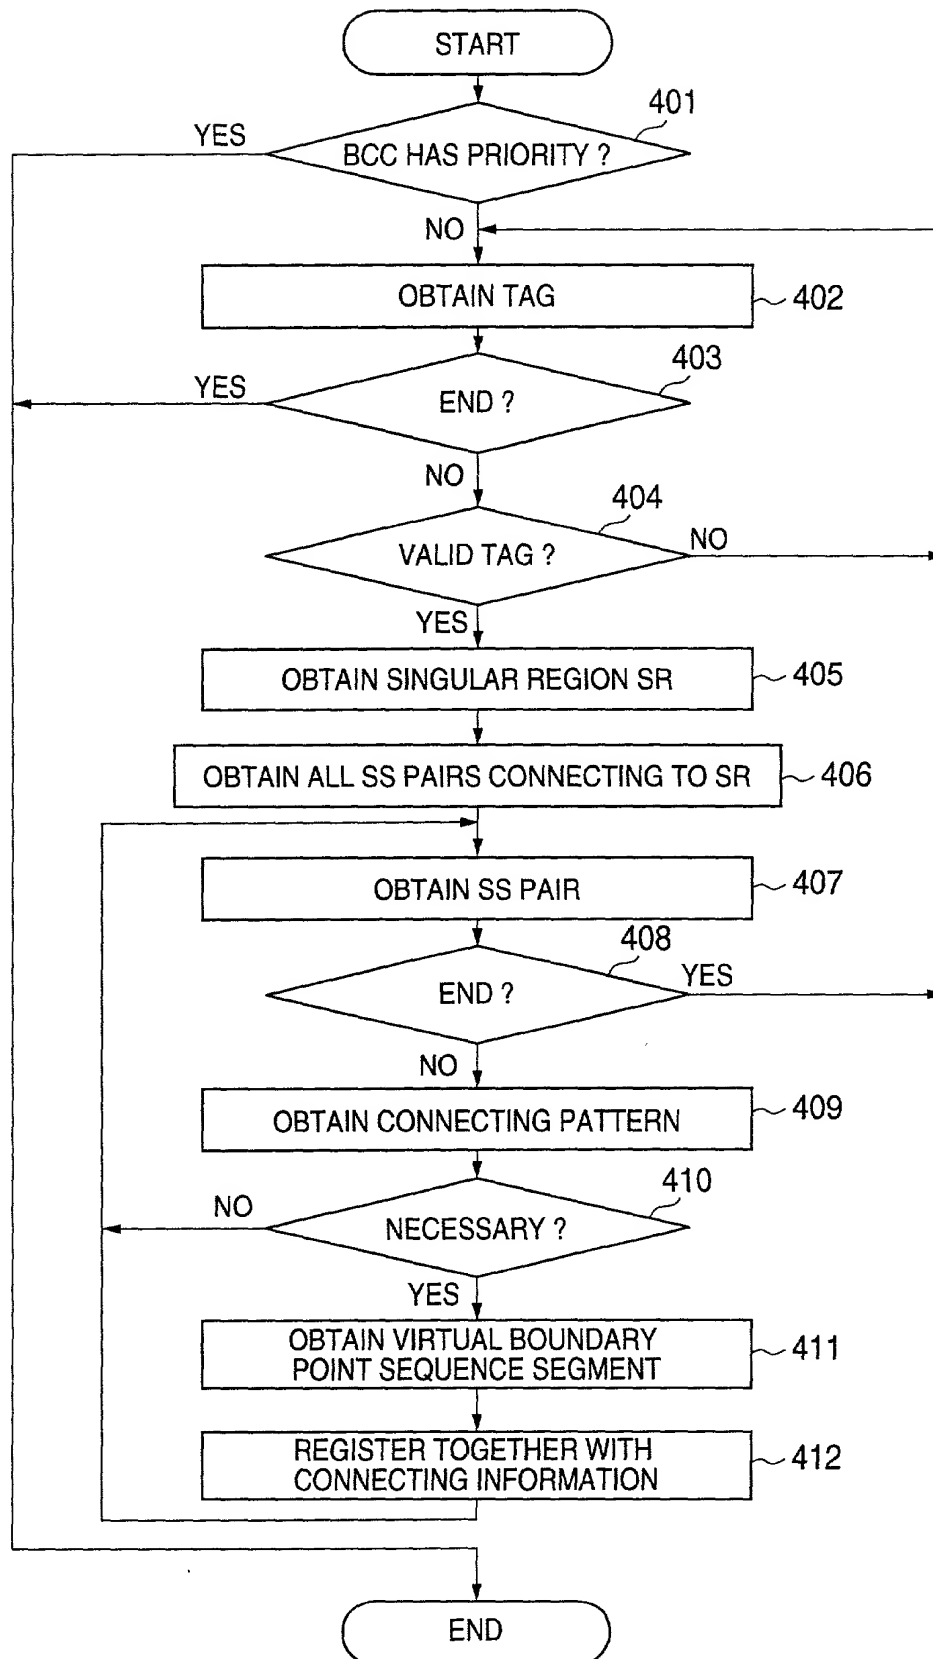 START
401
YES
BCC HAS PRIORITY ?
NO
OBTAIN TAG
402
403
YES
END ?
NO
404
VALID TAG ?
NO
YES
OBTAIN SINGULAR REGION SR
405
OBTAIN ALL SS PAIRS CONNECTING TO SR
406
OBTAIN SS PAIR
407
408
END ?
YES
NO
OBTAIN CONNECTING PATTERN
409
410
NO
NECESSARY ?
YES
OBTAIN VIRTUAL BOUNDARY
POINT SEQUENCE SEGMENT
411
REGISTER TOGETHER WITH
CONNECTING INFORMATION
412
END